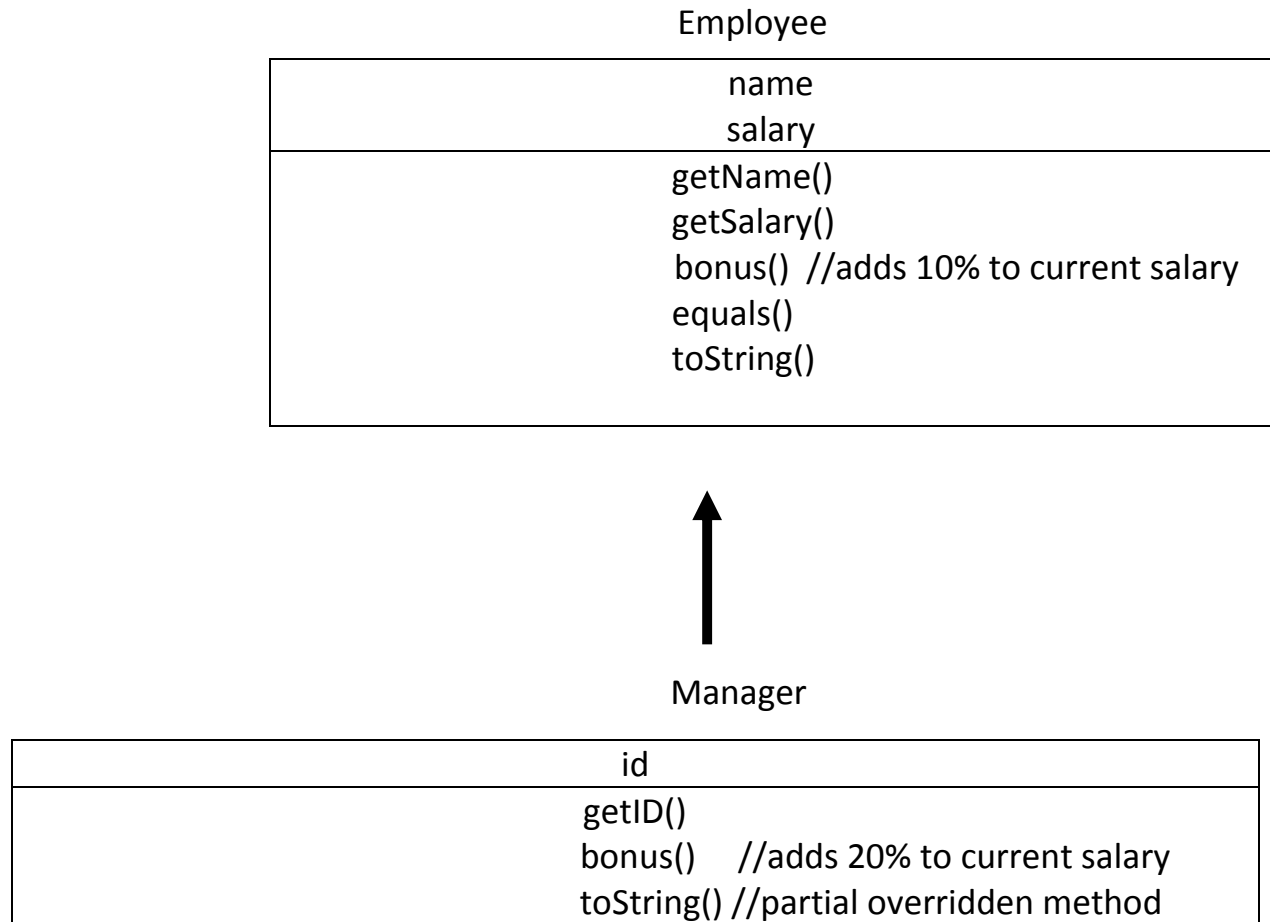 Employee
name
salary
getName()
getSalary()
bonus() //adds 10% to current salary
equals()
toString()
Manager
id
getID()
bonus() //adds 20% to current salary
toString() //partial overridden method